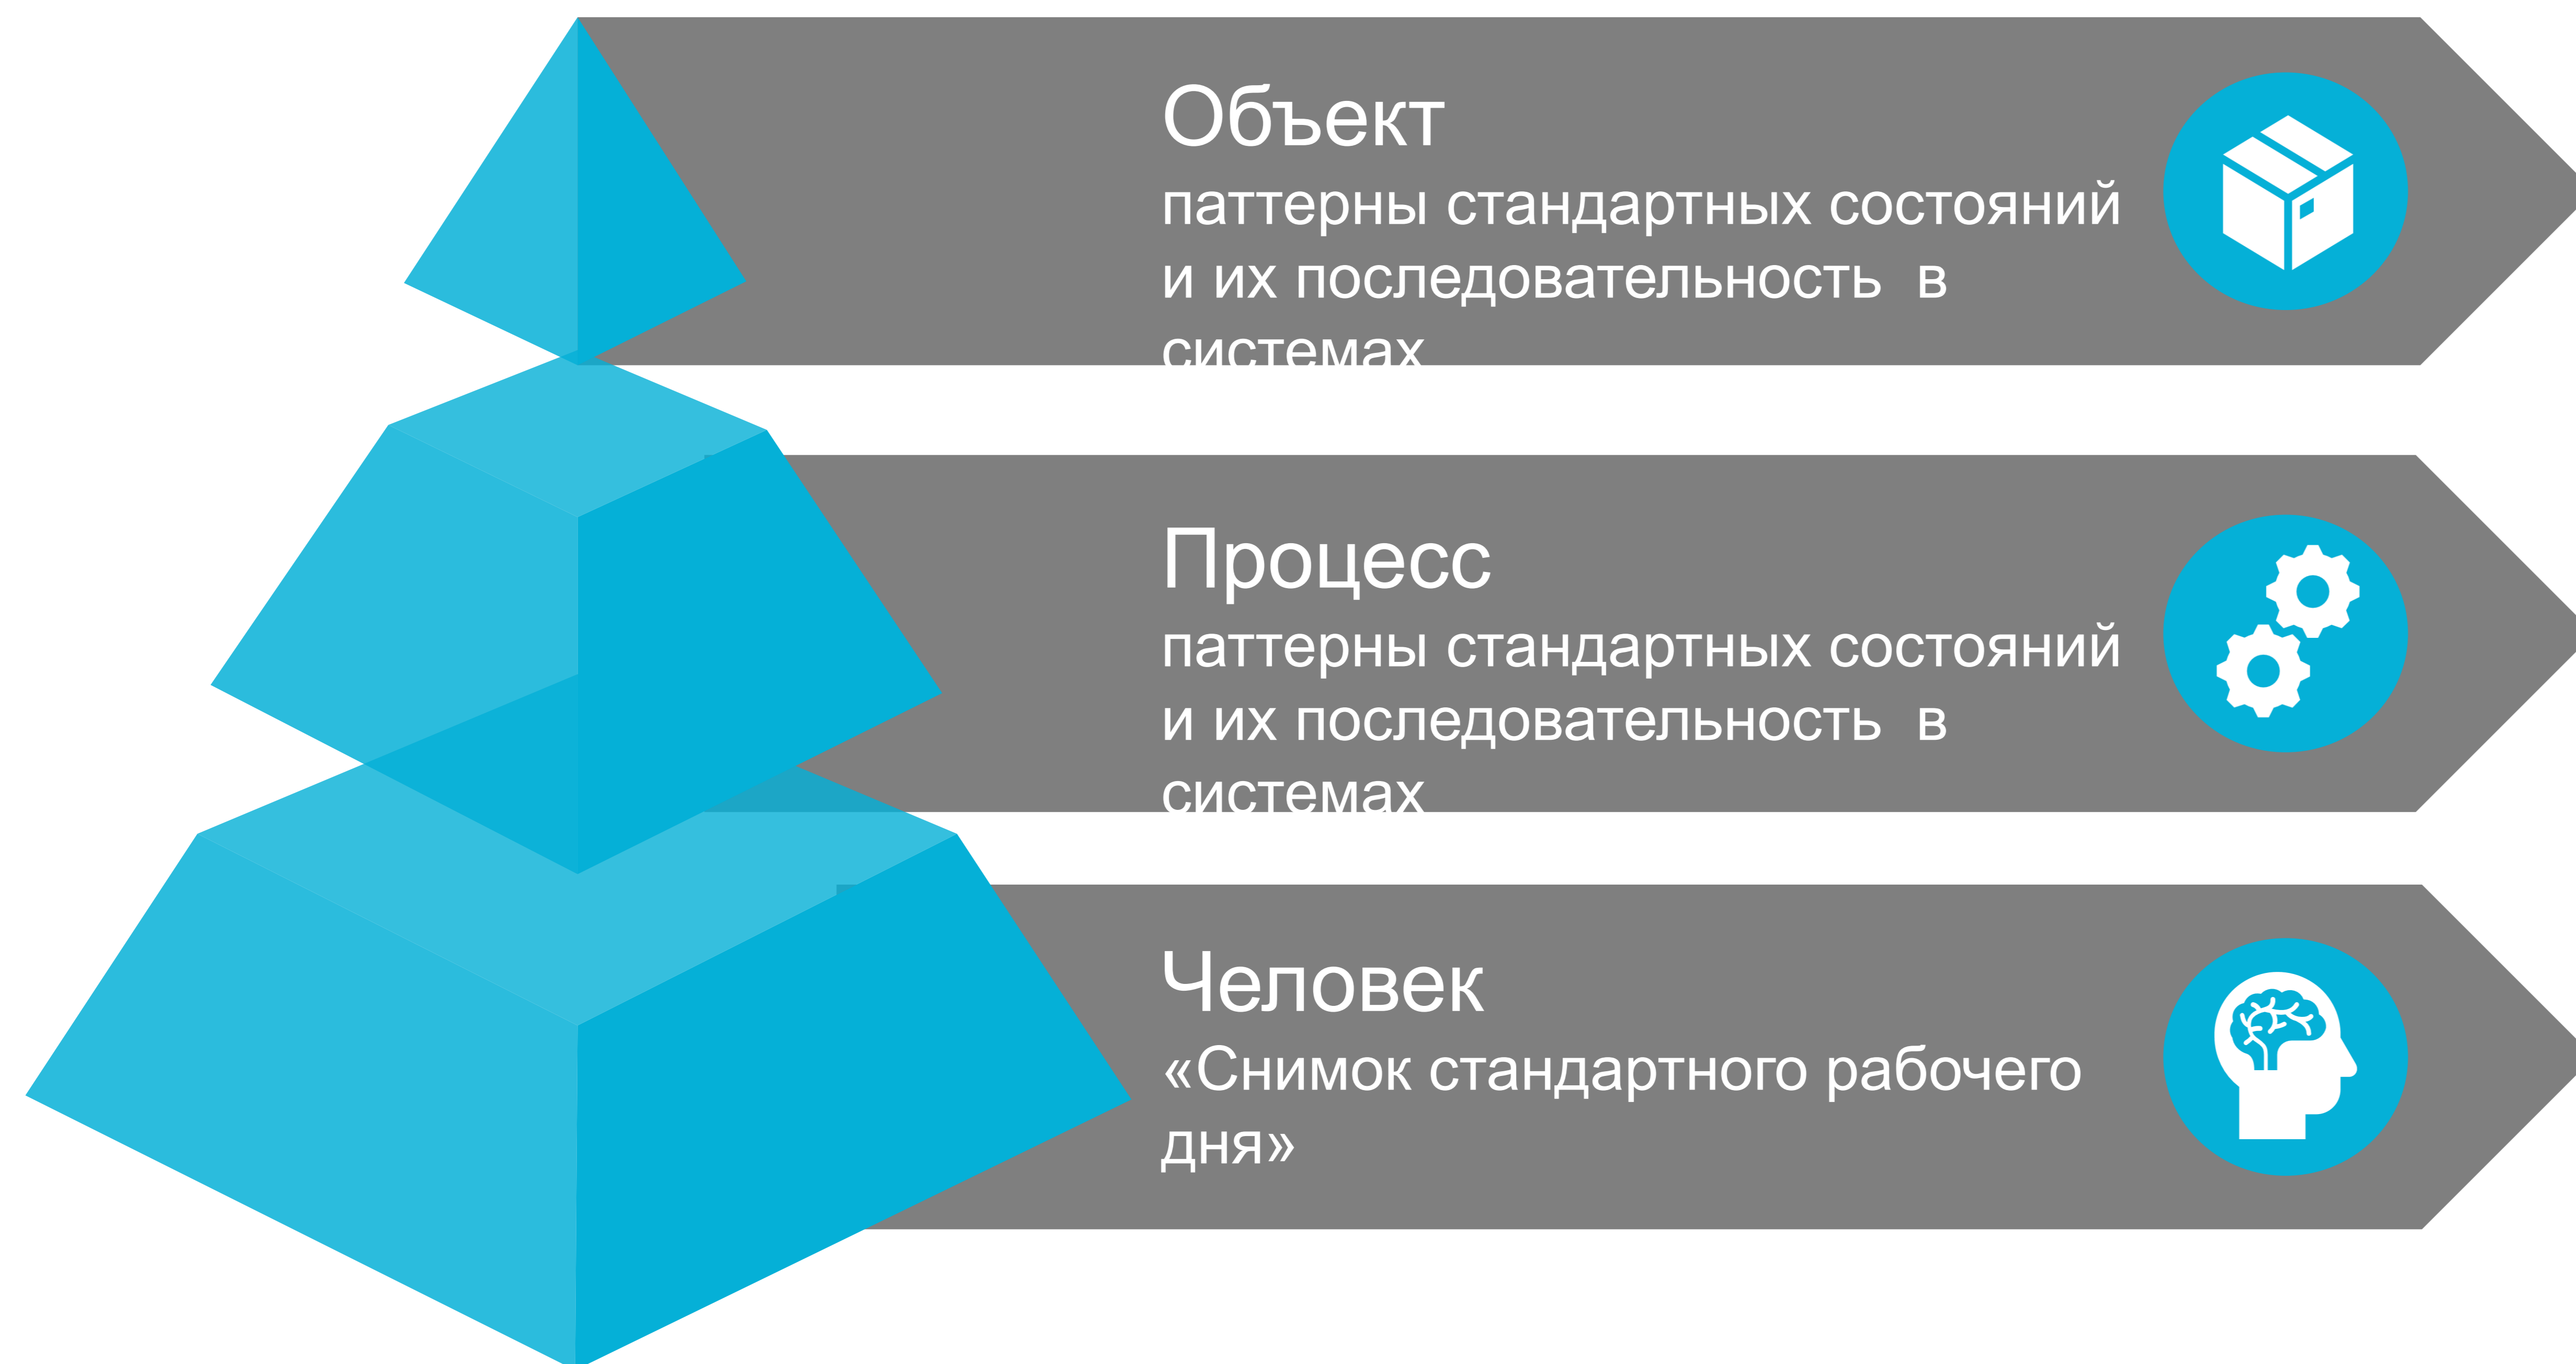 Объект
паттерны стандартных состояний
и их последовательность  в
системах
Процесс
паттерны стандартных состояний
и их последовательность  в
системах
Человек
«Снимок стандартного рабочего
дня»